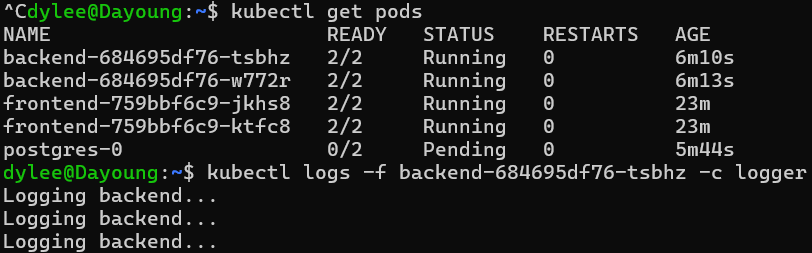 ^Cdylee@Dayoung:~$ kubectl get pods
NAME READY STATUS RESTARTS AGE
backend-684695df76-tsbhz 2/2 Running 0 6m10s
backend-684695df76-w772r 2/2 Running 0 6m13s
frontend-759bbf6c9-jkhs8 2/2 Running 0 23m
frontend-759bbf6c9-ktfc8 2/2 Running 0 23m
postgres-0 0/2 Pending 0 5m44s
dylee@Dayoung:~$ kubectl logs -f backend-684695df76-tsbhz -c logger
Logging backend...
Logging backend...
Logging backend...